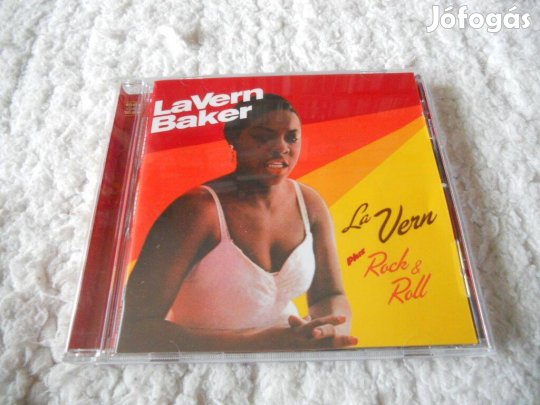 Jófogás
LaVern
Baker
La Vern
plus
Rock &
Roll